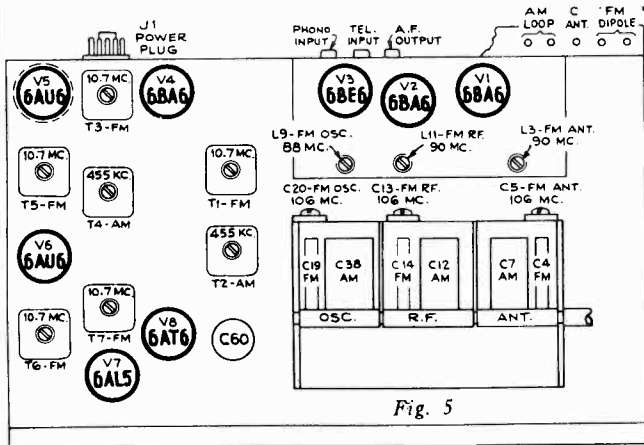 J1
POWER
PLUG
PHONO
INPUT
TEL.
INPUT
A.F.
OUTPUT
AM
LOOP
C
ANT.
FM
DIPOLE
V5
6AU6
10.7 MC.
T3-FM
V4
6BA6
V3
6BE6
V2
6BA6
V1
6BA6
L9-FM OSC.
88 MC.
L11-FM RF.
90 MC.
L3-FM ANT.
90 MC.
10.7 MC.
T5-FM
455 KC.
T4-AM
10.7 MC.
T1-FM
C20-FM OSC.
106 MC.
C13-FM RF.
106 MC.
C5-FM ANT.
106 MC.
V6
6AU6
455 KC.
T2-AM
C19
FM
C38
AM
C14
FM
C12
AM
C7
AM
C4
FM
OSC.
R.F.
ANT.
10.7 MC.
T6-FM
10.7 MC.
T7-FM
V8
6AT6
C60
V7
6AL5
Fig. 5